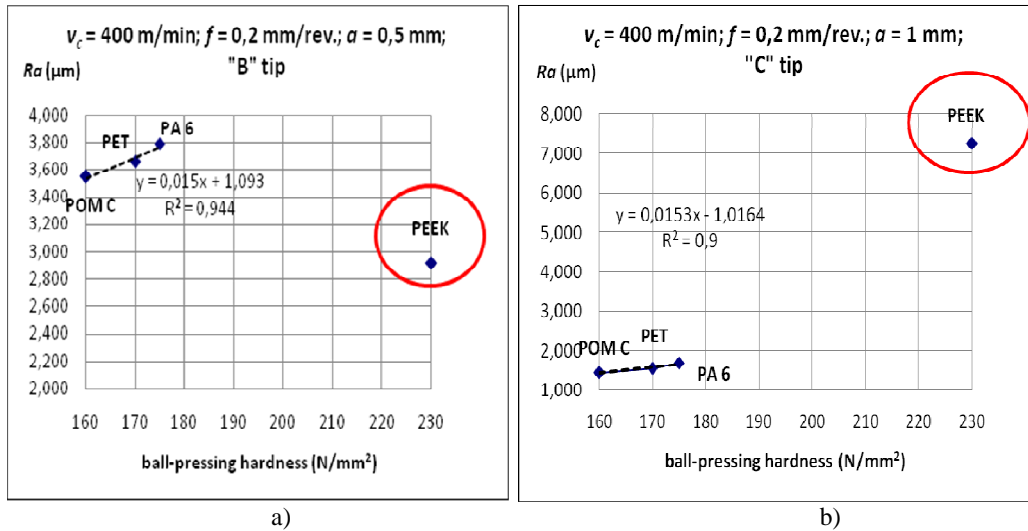 v_c = 400 m/min; f = 0,2 mm/rev.; a = 0,5 mm;
"B" tip
Ra (µm)
4,000
3,800
3,600
3,400
3,200
3,000
2,800
2,600
2,400
2,200
2,000
PA 6
PET
y = 0,015x + 1,093
R² = 0,944
POM C
PEEK
160 170 180 190 200 210 220 230
ball-pressing hardness (N/mm²)
a)
v_c = 400 m/min; f = 0,2 mm/rev.; a = 1 mm;
"C" tip
Ra (µm)
8,000
7,000
6,000
5,000
4,000
3,000
2,000
1,000
PEEK
y = 0,0153x - 1,0164
R² = 0,9
POM C
PET
PA 6
160 170 180 190 200 210 220 230
ball-pressing hardness (N/mm²)
b)